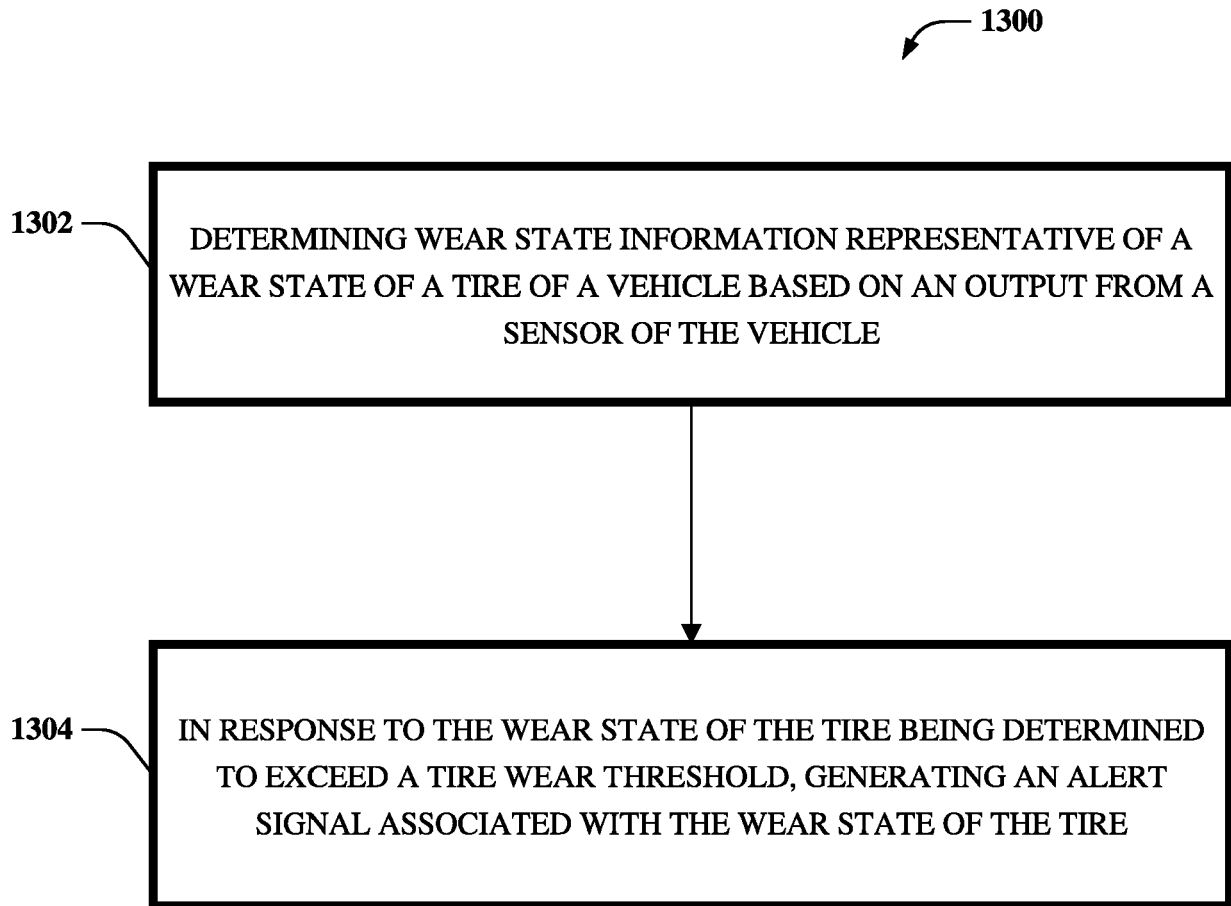 1300
1302
DETERMINING WEAR STATE INFORMATION REPRESENTATIVE OF A
WEAR STATE OF A TIRE OF A VEHICLE BASED ON AN OUTPUT FROM A
SENSOR OF THE VEHICLE
1304
IN RESPONSE TO THE WEAR STATE OF THE TIRE BEING DETERMINED
TO EXCEED A TIRE WEAR THRESHOLD, GENERATING AN ALERT
SIGNAL ASSOCIATED WITH THE WEAR STATE OF THE TIRE